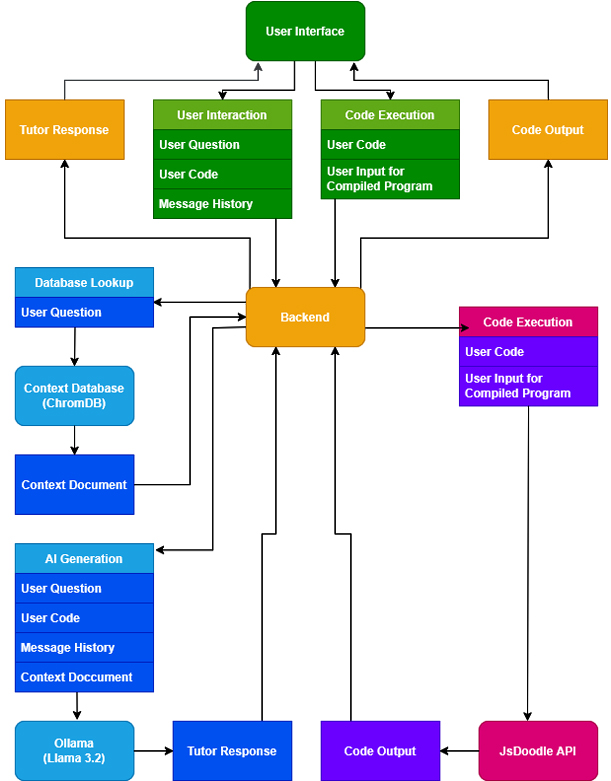 User Interface
Tutor Response
User Interaction
User Question
User Code
Message History
Code Execution
User Code
User Input for
Compiled Program
Code Output
Database Lookup
User Question
Backend
Code Execution
User Code
User Input for
Compiled Program
Context Database
(ChromDB)
Context Document
AI Generation
User Question
User Code
Message History
Context Doccument
Ollama
(Llama 3.2)
Tutor Response
Code Output
JsDoodle API